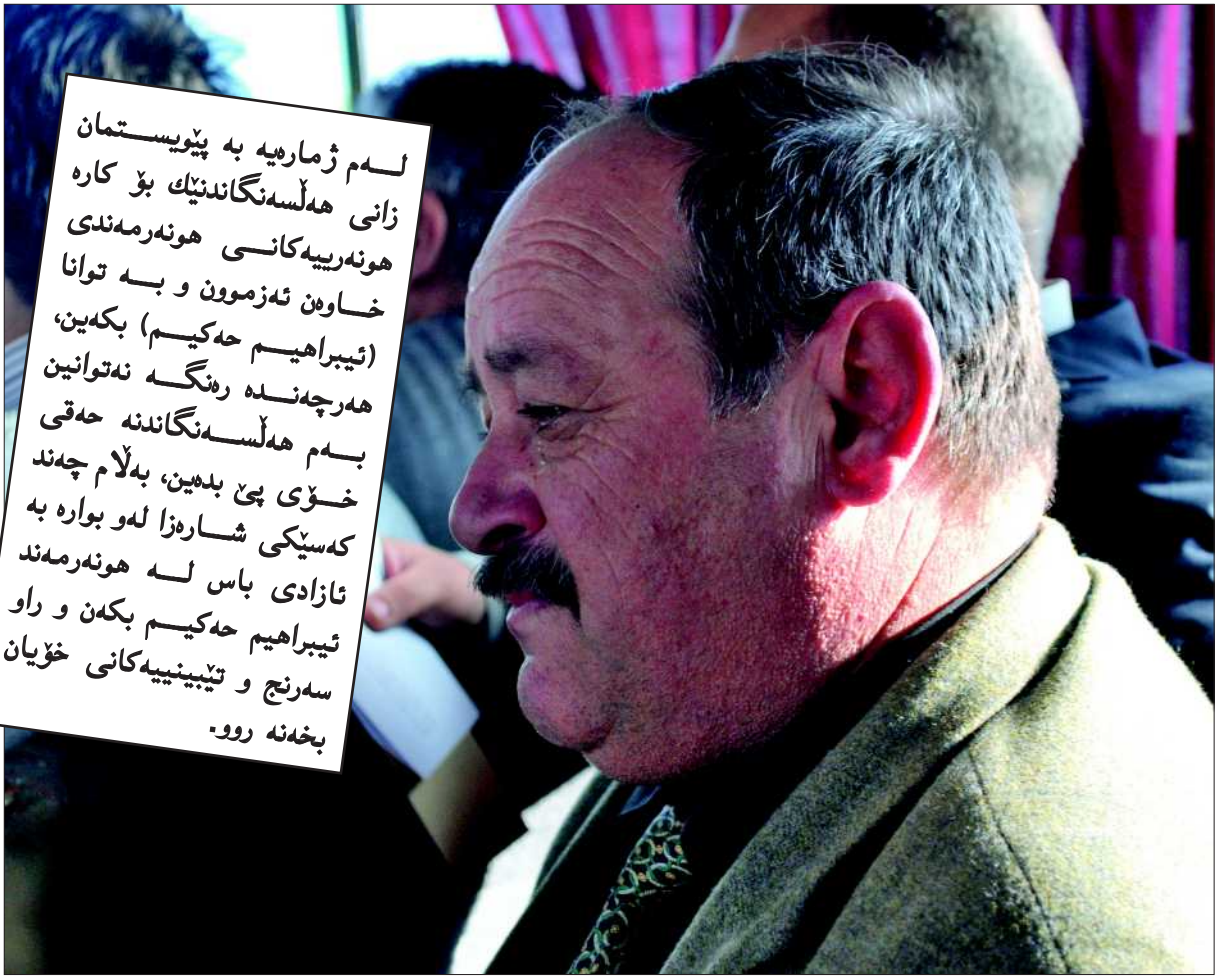 لەم ژمارەیە بە پێویستمان
زانی هەڵسەنگاندنێك بۆ کارە
هونەرییەکانی هونەرمەندی
خاوەن ئەزموون و بە توانا
(ئیبراهیم حەکیم) بکەین،
هەرچەندە رەنگە نەتوانین
بەم هەڵسەنگاندنە حەقی
خۆی پێ بدەین، بەڵام چەند
کەسێکی شارەزا لەو بوارە بە
ئازادی باس لە هونەرمەند
ئیبراهیم حەکیم بکەن و راو
سەرنج و تێبینییەکانی خۆیان
بخەنە روو.